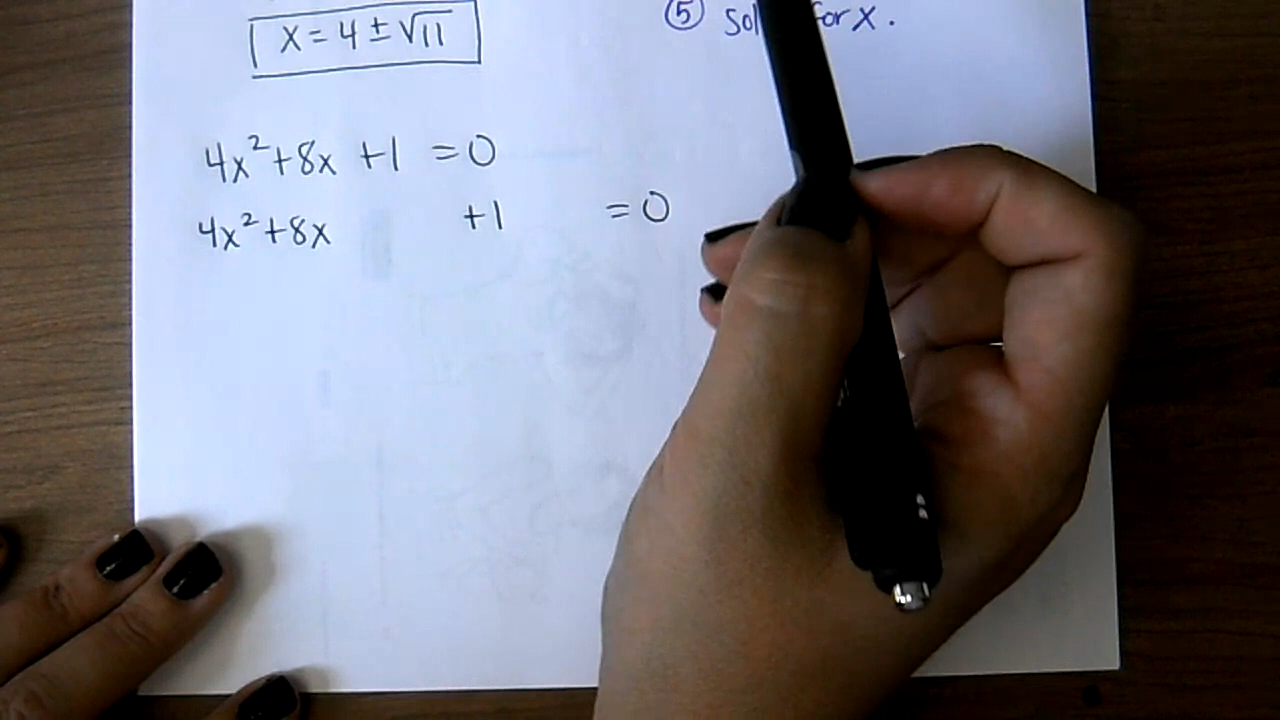 x = 4 ± √11
⑤ Sol for x.
4x² + 8x + 1 = 0
4x² + 8x + 1 = 0